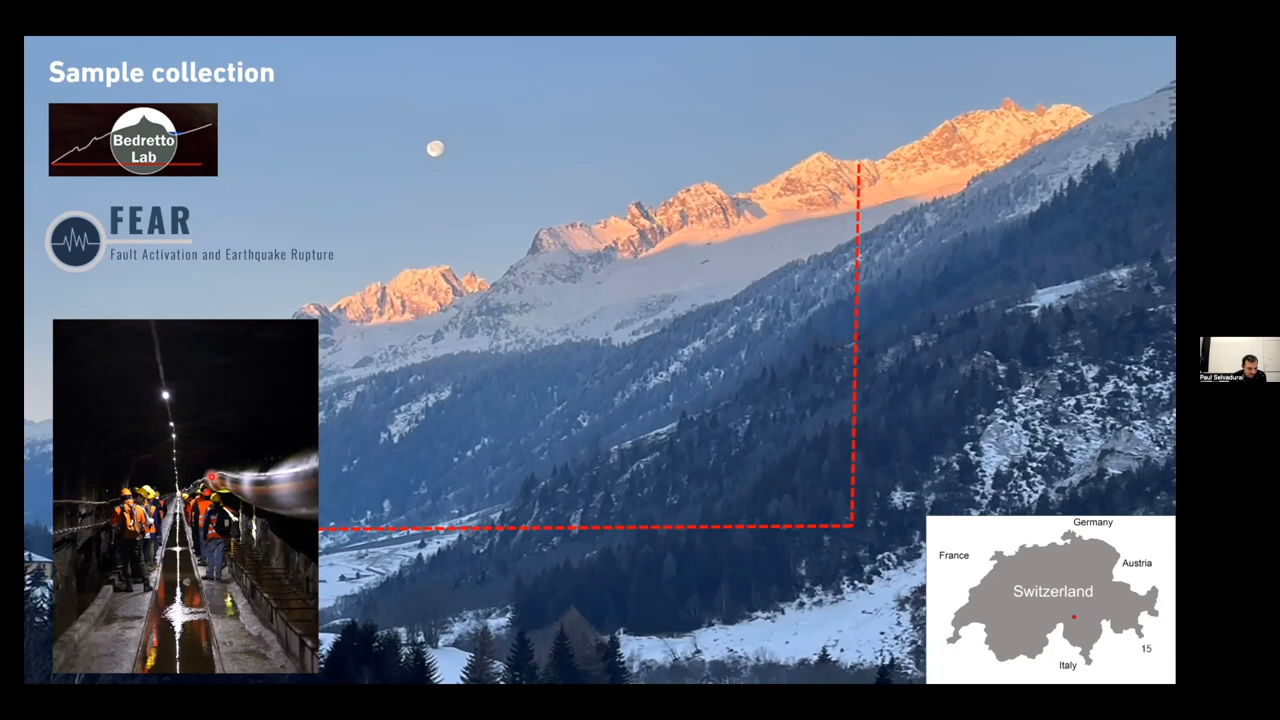 Sample collection
Bedretto
Lab
FEAR
Fault Activation and Earthquake Rupture
Paul Selvadurai
Germany
France
Austria
Switzerland
15
Italy